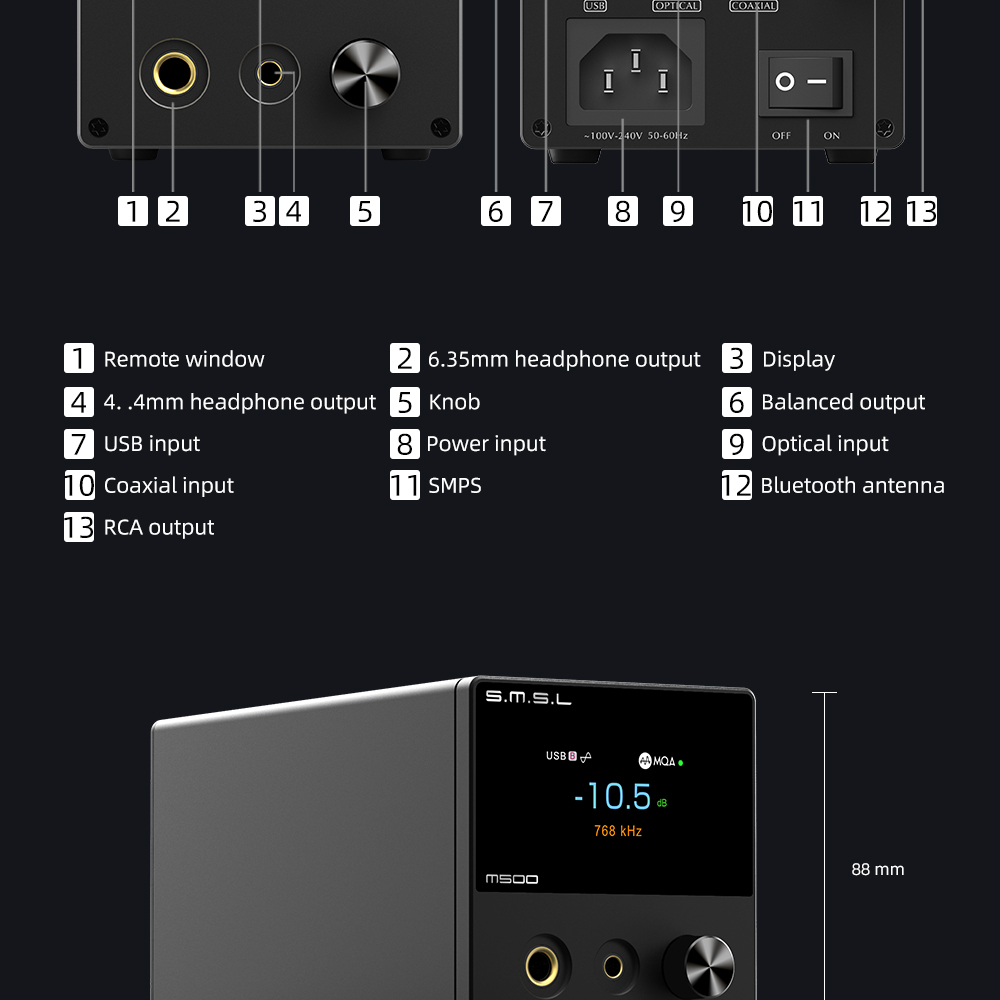 USB OPTICAL COAXIAL
~100V-240V 50-60Hz OFF ON
1 2 3 4 5 6 7 8 9 10 11 12 13
1 Remote window 2 6.35mm headphone output 3 Display
4 4. .4mm headphone output 5 Knob 6 Balanced output
7 USB input 8 Power input 9 Optical input
10 Coaxial input 11 SMPS 12 Bluetooth antenna
13 RCA output
S.M.S.L
USB MQA
-10.5 dB
768 kHz
88 mm
M500